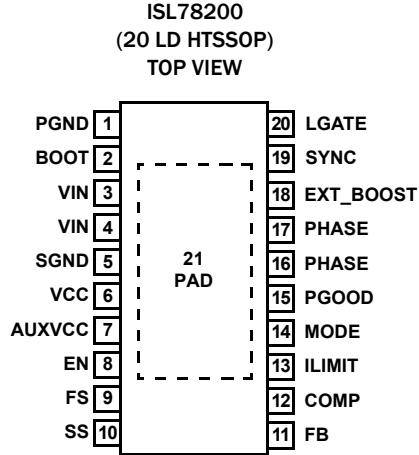 ISL78200
(20 LD HTSSOP)
TOP VIEW
PGND 1
BOOT 2
VIN 3
VIN 4
SGND 5
VCC 6
AUXVCC 7
EN 8
FS 9
SS 10
21
PAD
20 LGATE
19 SYNC
18 EXT_BOOST
17 PHASE
16 PHASE
15 PGOOD
14 MODE
13 ILIMIT
12 COMP
11 FB